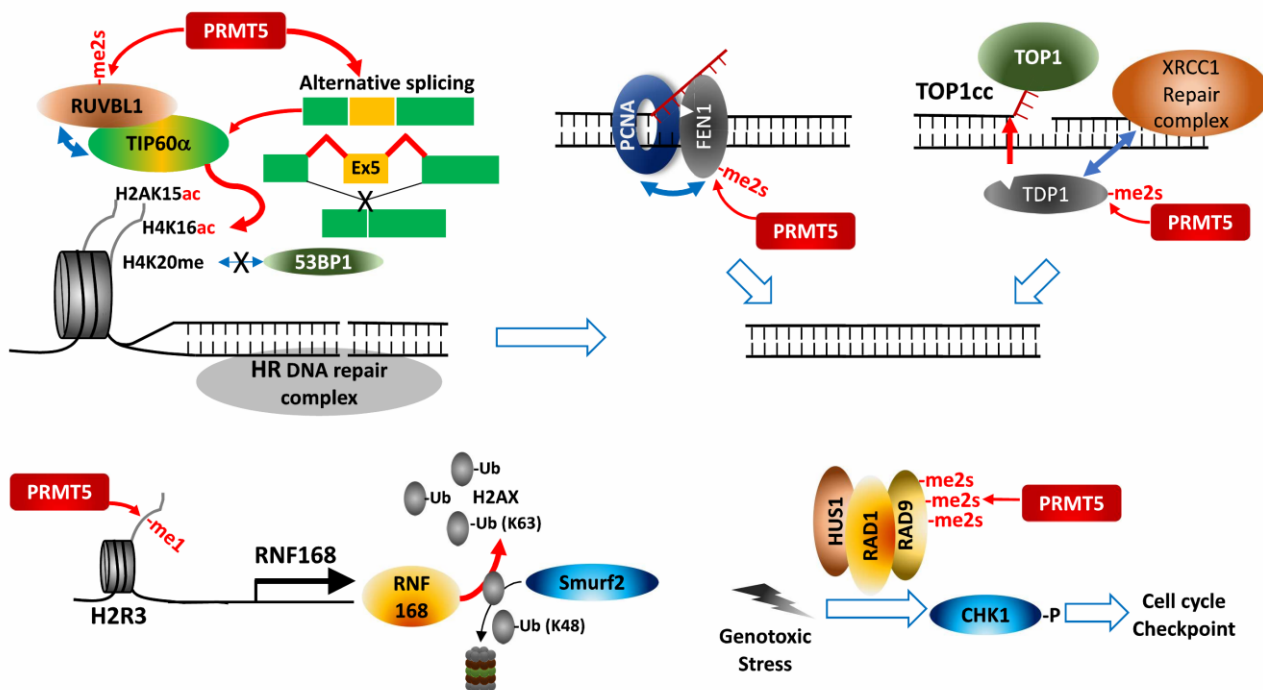 PRMT5
-me2s
RUVBL1
TIP60α
Alternative splicing
Ex5
X
H2AK15ac
H4K16ac
H4K20me
X
53BP1
HR DNA repair
complex
PCNA
FEN1
-me2s
PRMT5
TOP1
TOP1cc
XRCC1
Repair
complex
TDP1
-me2s
PRMT5
PRMT5
-me1
H2R3
RNF168
RNF
168
-Ub
-Ub
H2AX
-Ub (K63)
Smurf2
-Ub (K48)
HUS1
RAD1
RAD9
-me2s
-me2s
-me2s
PRMT5
Genotoxic
Stress
CHK1
-P
Cell cycle
Checkpoint